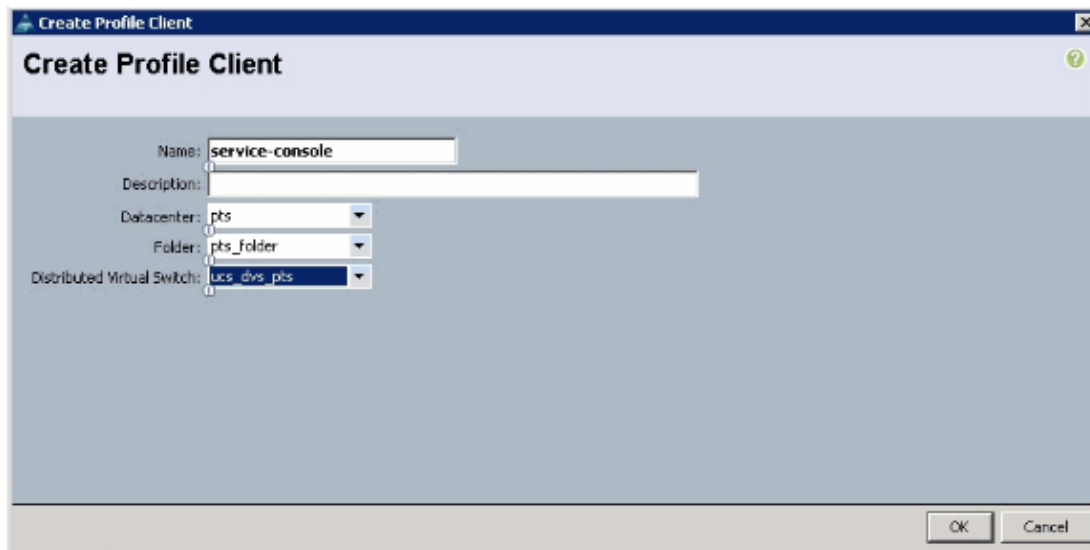 Create Profile Client
Create Profile Client
Name: service-console
Description:
Datacenter: pts
Folder: pts_folder
Distributed Virtual Switch: ucs_dvs_pts
OK Cancel